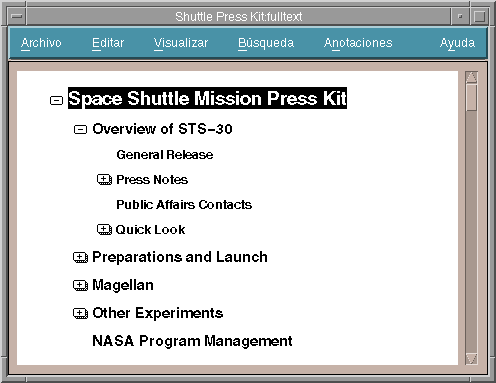 Shuttle Press Kit:fulltext
Archivo Editar Visualizar Búsqueda Anotaciones Ayuda
Space Shuttle Mission Press Kit
Overview of STS-30
General Release
Press Notes
Public Affairs Contacts
Quick Look
Preparations and Launch
Magellan
Other Experiments
NASA Program Management